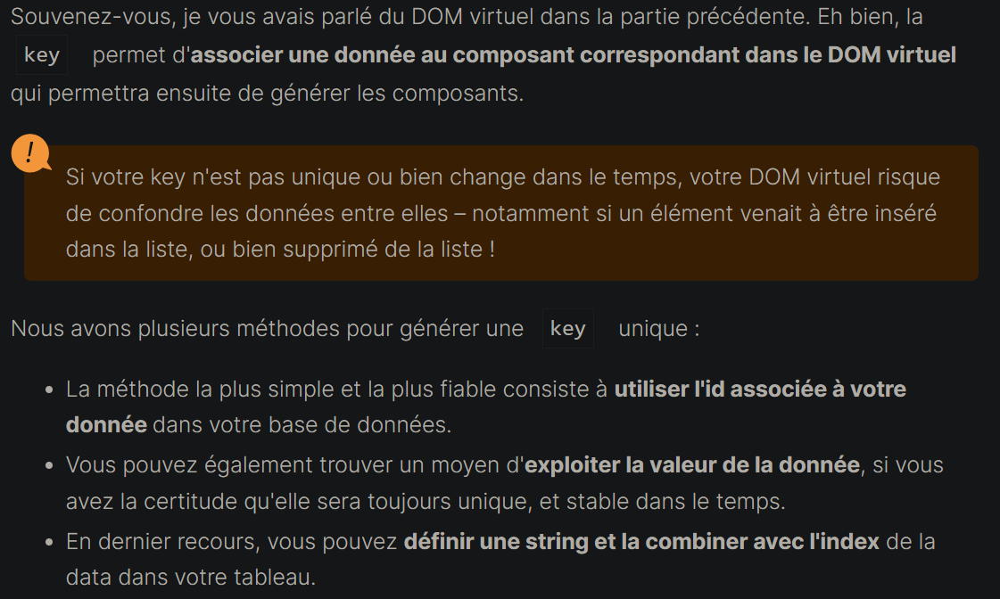 Souvenez-vous, je vous avais parlé du DOM virtuel dans la partie précédente. Eh bien, la
key permet d'associer une donnée au composant correspondant dans le DOM virtuel
qui permettra ensuite de générer les composants.
!
Si votre key n'est pas unique ou bien change dans le temps, votre DOM virtuel risque
de confondre les données entre elles – notamment si un élément venait à être inséré
dans la liste, ou bien supprimé de la liste !
Nous avons plusieurs méthodes pour générer une key unique :
• La méthode la plus simple et la plus fiable consiste à utiliser l'id associée à votre
donnée dans votre base de données.
• Vous pouvez également trouver un moyen d'exploiter la valeur de la donnée, si vous
avez la certitude qu'elle sera toujours unique, et stable dans le temps.
• En dernier recours, vous pouvez définir une string et la combiner avec l'index de la
data dans votre tableau.